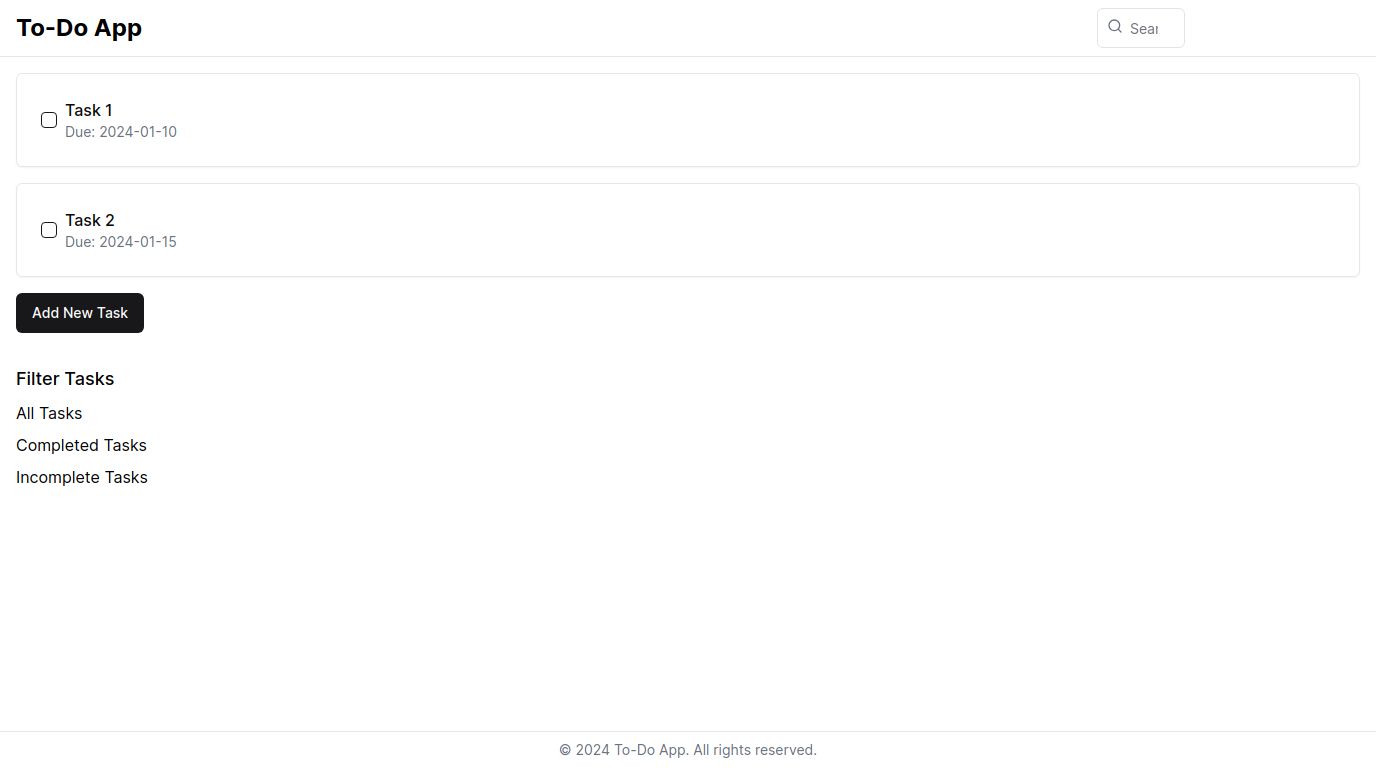 To-Do App
Sear
Task 1
Due: 2024-01-10
Task 2
Due: 2024-01-15
Add New Task
Filter Tasks
All Tasks
Completed Tasks
Incomplete Tasks
© 2024 To-Do App. All rights reserved.